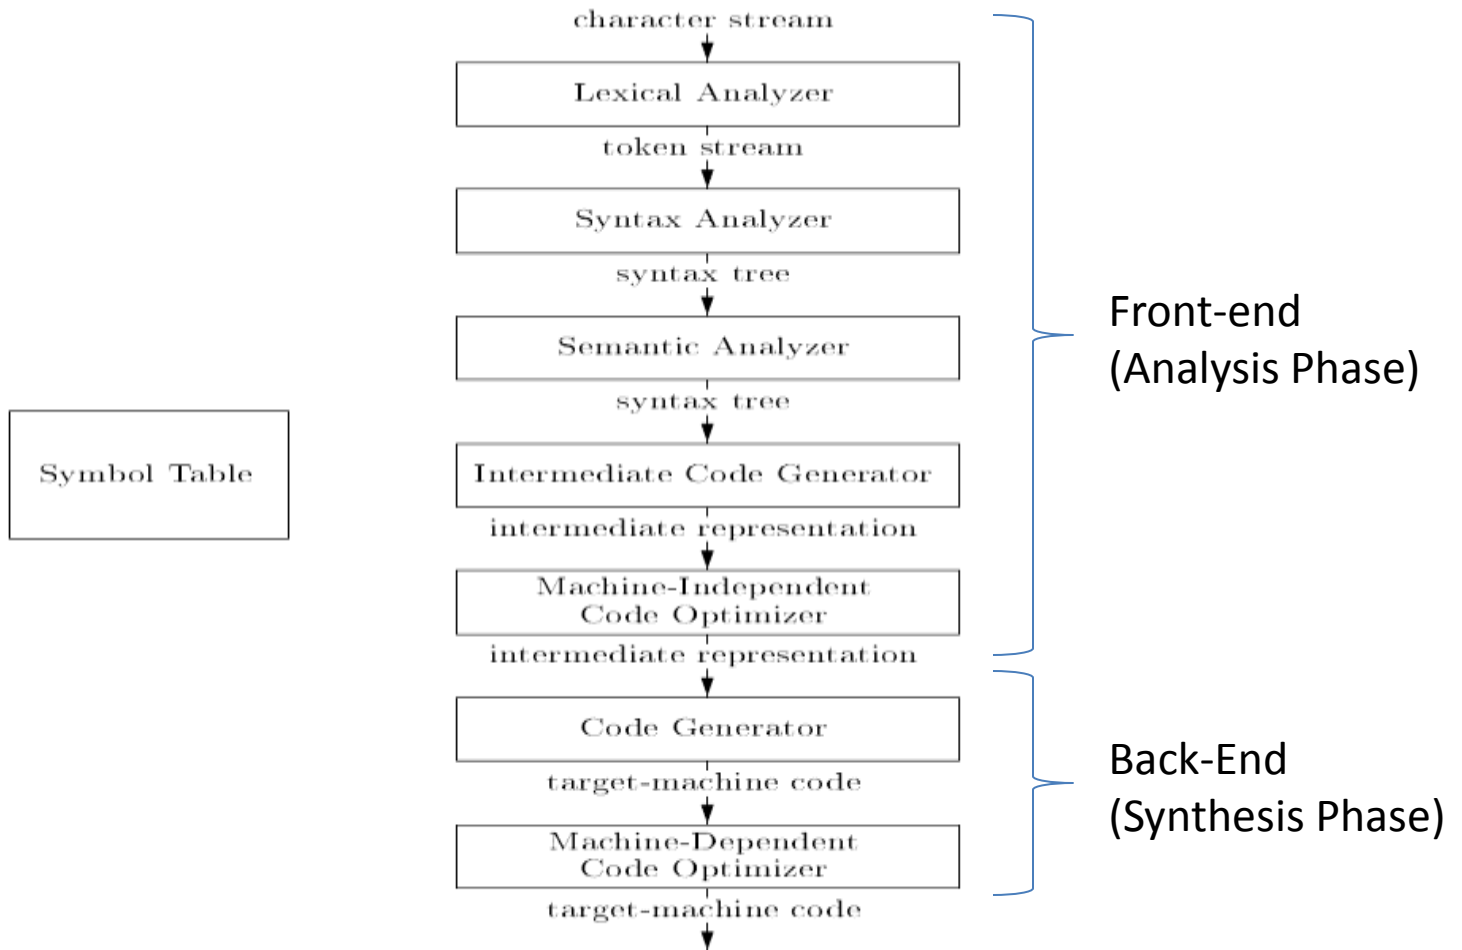 character stream
Lexical Analyzer
token stream
Syntax Analyzer
syntax tree
Semantic Analyzer
syntax tree
Symbol Table
Intermediate Code Generator
intermediate representation
Machine-Independent
Code Optimizer
intermediate representation
Code Generator
target-machine code
Machine-Dependent
Code Optimizer
target-machine code
Front-end
(Analysis Phase)
Back-End
(Synthesis Phase)